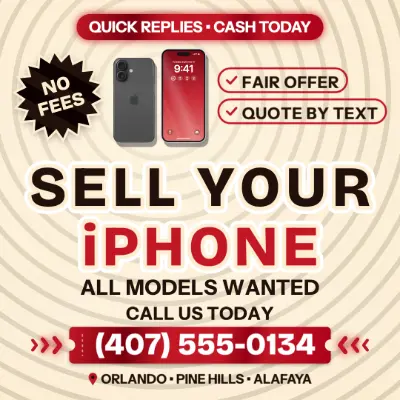 QUICK REPLIES • CASH TODAY
NO
FEES
9:41
FAIR OFFER
QUOTE BY TEXT
SELL YOUR
iPHONE
ALL MODELS WANTED
CALL US TODAY
(407) 555-0134
ORLANDO • PINE HILLS • ALAFAYA